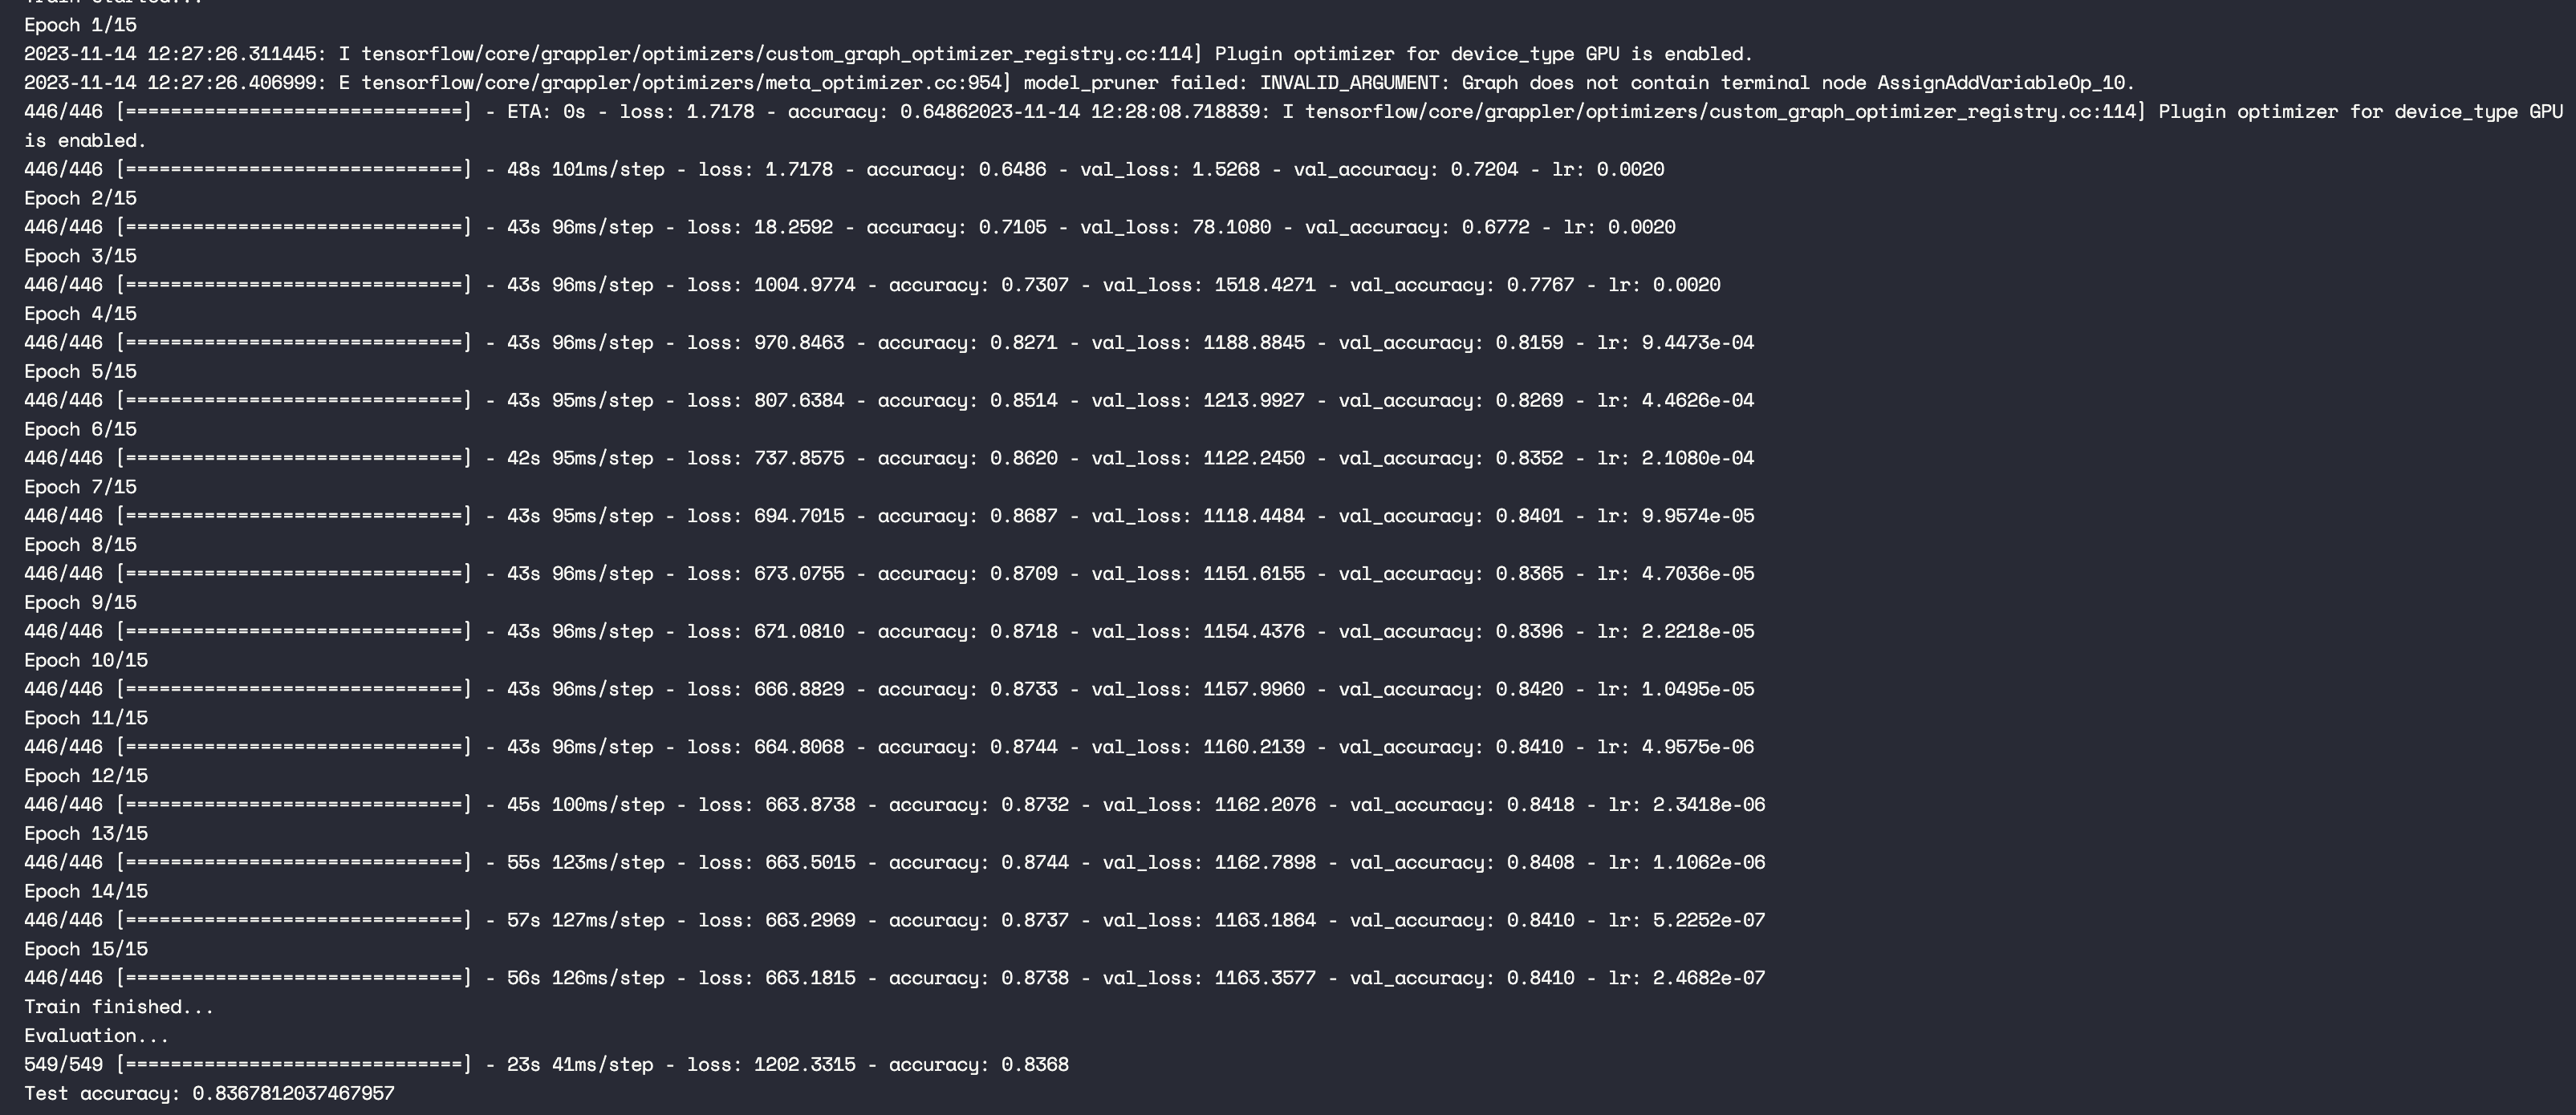 Train started...
Epoch 1/15
2023-11-14 12:27:26.311445: I tensorflow/core/grappler/optimizers/custom_graph_optimizer_registry.cc:114] Plugin optimizer for device_type GPU is enabled.
2023-11-14 12:27:26.406999: E tensorflow/core/grappler/optimizers/meta_optimizer.cc:954] model_pruner failed: INVALID_ARGUMENT: Graph does not contain terminal node AssignAddVariableOp_10.
446/446 [==============================] - ETA: 0s - loss: 1.7178 - accuracy: 0.64862023-11-14 12:28:08.718839: I tensorflow/core/grappler/optimizers/custom_graph_optimizer_registry.cc:114] Plugin optimizer for device_type GPU
is enabled.
446/446 [==============================] - 48s 101ms/step - loss: 1.7178 - accuracy: 0.6486 - val_loss: 1.5268 - val_accuracy: 0.7204 - lr: 0.0020
Epoch 2/15
446/446 [==============================] - 43s 96ms/step - loss: 18.2592 - accuracy: 0.7105 - val_loss: 78.1080 - val_accuracy: 0.6772 - lr: 0.0020
Epoch 3/15
446/446 [==============================] - 43s 96ms/step - loss: 1004.9774 - accuracy: 0.7307 - val_loss: 1518.4271 - val_accuracy: 0.7767 - lr: 0.0020
Epoch 4/15
446/446 [==============================] - 43s 96ms/step - loss: 970.8463 - accuracy: 0.8271 - val_loss: 1188.8845 - val_accuracy: 0.8159 - lr: 9.4473e-04
Epoch 5/15
446/446 [==============================] - 43s 95ms/step - loss: 807.6384 - accuracy: 0.8514 - val_loss: 1213.9927 - val_accuracy: 0.8269 - lr: 4.4626e-04
Epoch 6/15
446/446 [==============================] - 42s 95ms/step - loss: 737.8575 - accuracy: 0.8620 - val_loss: 1122.2450 - val_accuracy: 0.8352 - lr: 2.1080e-04
Epoch 7/15
446/446 [==============================] - 43s 95ms/step - loss: 694.7015 - accuracy: 0.8687 - val_loss: 1118.4484 - val_accuracy: 0.8401 - lr: 9.9574e-05
Epoch 8/15
446/446 [==============================] - 43s 96ms/step - loss: 673.0755 - accuracy: 0.8709 - val_loss: 1151.6155 - val_accuracy: 0.8365 - lr: 4.7036e-05
Epoch 9/15
446/446 [==============================] - 43s 96ms/step - loss: 671.0810 - accuracy: 0.8718 - val_loss: 1154.4376 - val_accuracy: 0.8396 - lr: 2.2218e-05
Epoch 10/15
446/446 [==============================] - 43s 96ms/step - loss: 666.8829 - accuracy: 0.8733 - val_loss: 1157.9960 - val_accuracy: 0.8420 - lr: 1.0495e-05
Epoch 11/15
446/446 [==============================] - 43s 96ms/step - loss: 664.8068 - accuracy: 0.8744 - val_loss: 1160.2139 - val_accuracy: 0.8410 - lr: 4.9575e-06
Epoch 12/15
446/446 [==============================] - 45s 100ms/step - loss: 663.8738 - accuracy: 0.8732 - val_loss: 1162.2076 - val_accuracy: 0.8418 - lr: 2.3418e-06
Epoch 13/15
446/446 [==============================] - 55s 123ms/step - loss: 663.5015 - accuracy: 0.8744 - val_loss: 1162.7898 - val_accuracy: 0.8408 - lr: 1.1062e-06
Epoch 14/15
446/446 [==============================] - 57s 127ms/step - loss: 663.2969 - accuracy: 0.8737 - val_loss: 1163.1864 - val_accuracy: 0.8410 - lr: 5.2252e-07
Epoch 15/15
446/446 [==============================] - 56s 126ms/step - loss: 663.1815 - accuracy: 0.8738 - val_loss: 1163.3577 - val_accuracy: 0.8410 - lr: 2.4682e-07
Train finished...
Evaluation...
549/549 [==============================] - 23s 41ms/step - loss: 1202.3315 - accuracy: 0.8368
Test accuracy: 0.8367812037467957